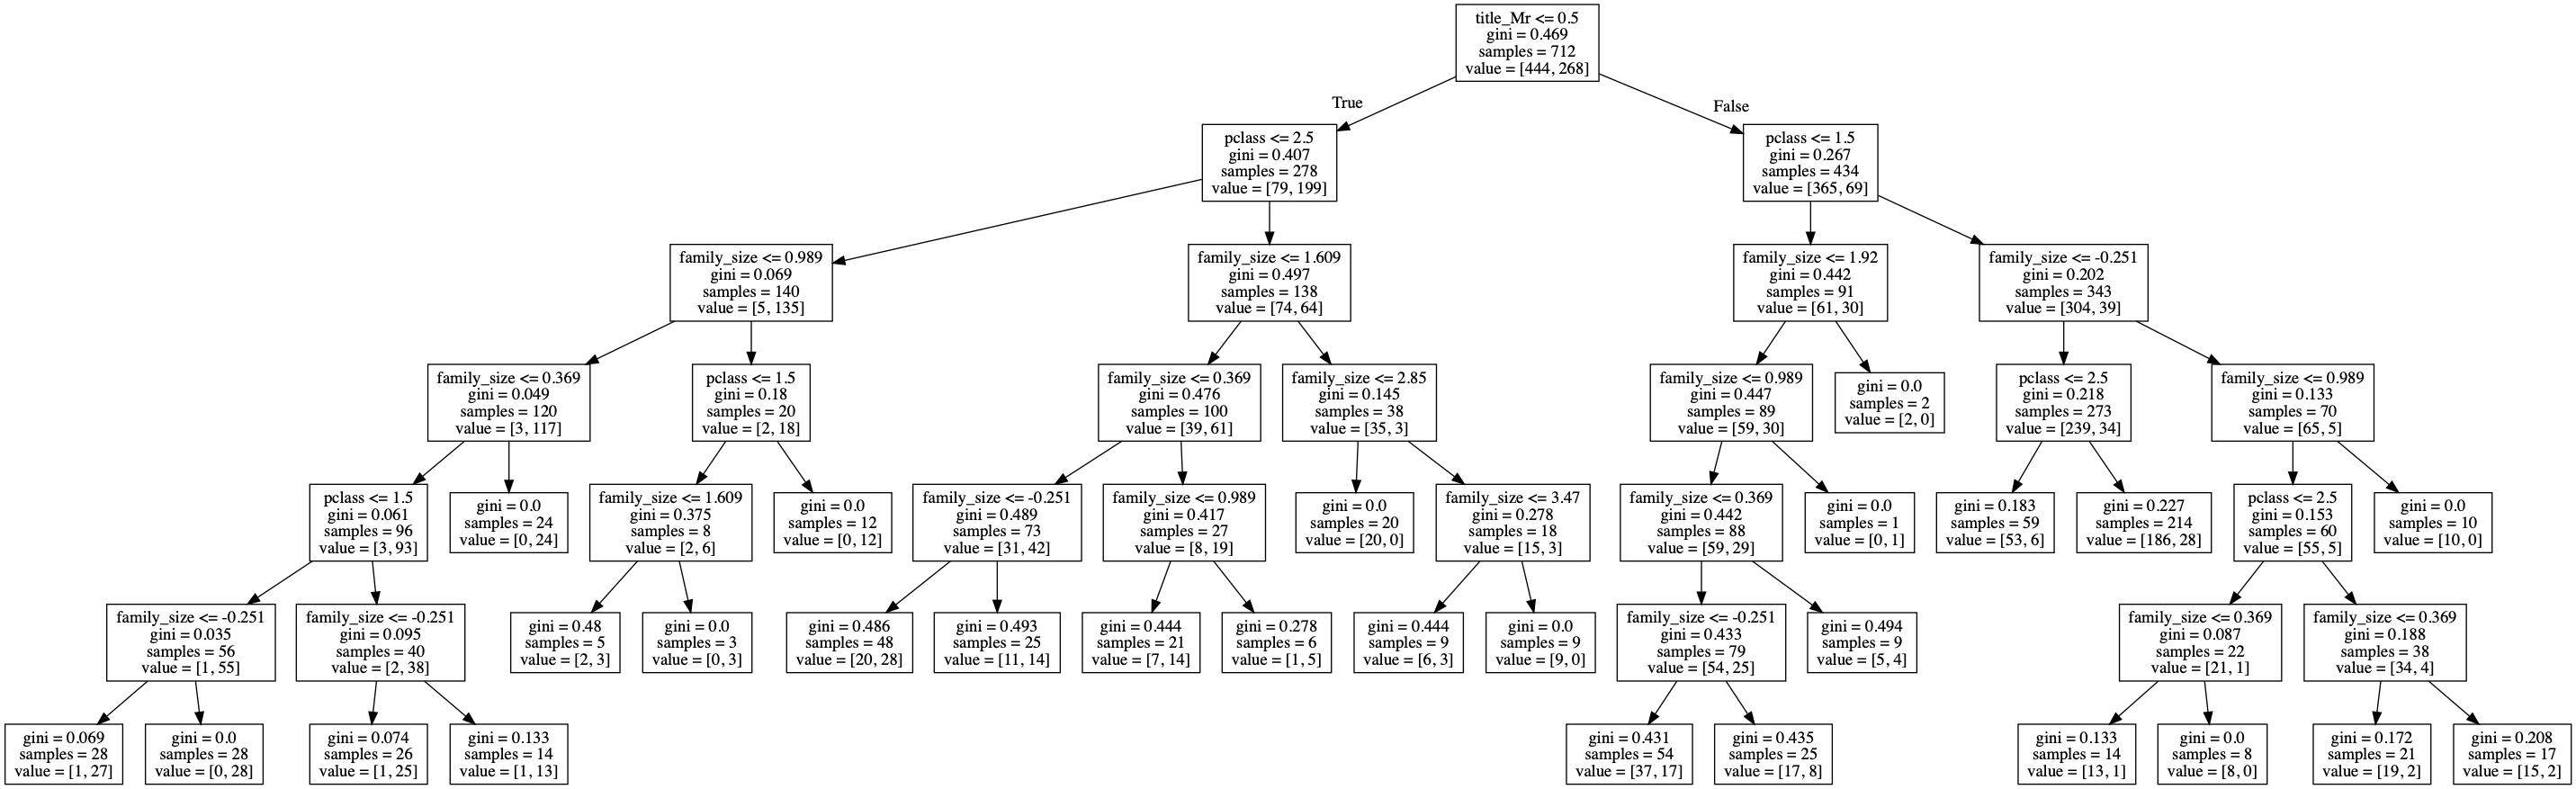 title_Mr <= 0.5
gini = 0.469
samples = 712
value = [444, 268]
True
False
pclass <= 2.5
gini = 0.407
samples = 278
value = [79, 199]
pclass <= 1.5
gini = 0.267
samples = 434
value = [365, 69]
family_size <= 0.989
gini = 0.069
samples = 140
value = [5, 135]
family_size <= 1.609
gini = 0.497
samples = 138
value = [74, 64]
family_size <= 1.92
gini = 0.442
samples = 91
value = [61, 30]
family_size <= -0.251
gini = 0.202
samples = 343
value = [304, 39]
family_size <= 0.369
gini = 0.049
samples = 120
value = [3, 117]
pclass <= 1.5
gini = 0.18
samples = 20
value = [2, 18]
family_size <= 0.369
gini = 0.476
samples = 100
value = [39, 61]
family_size <= 2.85
gini = 0.145
samples = 38
value = [35, 3]
family_size <= 0.989
gini = 0.447
samples = 89
value = [59, 30]
gini = 0.0
samples = 2
value = [2, 0]
pclass <= 2.5
gini = 0.218
samples = 273
value = [239, 34]
family_size <= 0.989
gini = 0.133
samples = 70
value = [65, 5]
pclass <= 1.5
gini = 0.061
samples = 96
value = [3, 93]
gini = 0.0
samples = 24
value = [0, 24]
family_size <= 1.609
gini = 0.375
samples = 8
value = [2, 6]
gini = 0.0
samples = 12
value = [0, 12]
family_size <= -0.251
gini = 0.489
samples = 73
value = [31, 42]
family_size <= 0.989
gini = 0.417
samples = 27
value = [8, 19]
gini = 0.0
samples = 20
value = [20, 0]
family_size <= 3.47
gini = 0.278
samples = 18
value = [15, 3]
family_size <= 0.369
gini = 0.442
samples = 88
value = [59, 29]
gini = 0.0
samples = 1
value = [0, 1]
gini = 0.183
samples = 59
value = [53, 6]
gini = 0.227
samples = 214
value = [186, 28]
pclass <= 2.5
gini = 0.153
samples = 60
value = [55, 5]
gini = 0.0
samples = 10
value = [10, 0]
family_size <= -0.251
gini = 0.035
samples = 56
value = [1, 55]
family_size <= -0.251
gini = 0.095
samples = 40
value = [2, 38]
gini = 0.48
samples = 5
value = [2, 3]
gini = 0.0
samples = 3
value = [0, 3]
gini = 0.486
samples = 48
value = [20, 28]
gini = 0.493
samples = 25
value = [11, 14]
gini = 0.444
samples = 21
value = [7, 14]
gini = 0.278
samples = 6
value = [1, 5]
gini = 0.444
samples = 9
value = [6, 3]
gini = 0.0
samples = 9
value = [9, 0]
family_size <= -0.251
gini = 0.433
samples = 79
value = [54, 25]
gini = 0.494
samples = 9
value = [5, 4]
family_size <= 0.369
gini = 0.087
samples = 22
value = [21, 1]
family_size <= 0.369
gini = 0.188
samples = 38
value = [34, 4]
gini = 0.069
samples = 28
value = [1, 27]
gini = 0.0
samples = 28
value = [0, 28]
gini = 0.074
samples = 26
value = [1, 25]
gini = 0.133
samples = 14
value = [1, 13]
gini = 0.431
samples = 54
value = [37, 17]
gini = 0.435
samples = 25
value = [17, 8]
gini = 0.133
samples = 14
value = [13, 1]
gini = 0.0
samples = 8
value = [8, 0]
gini = 0.172
samples = 21
value = [19, 2]
gini = 0.208
samples = 17
value = [15, 2]